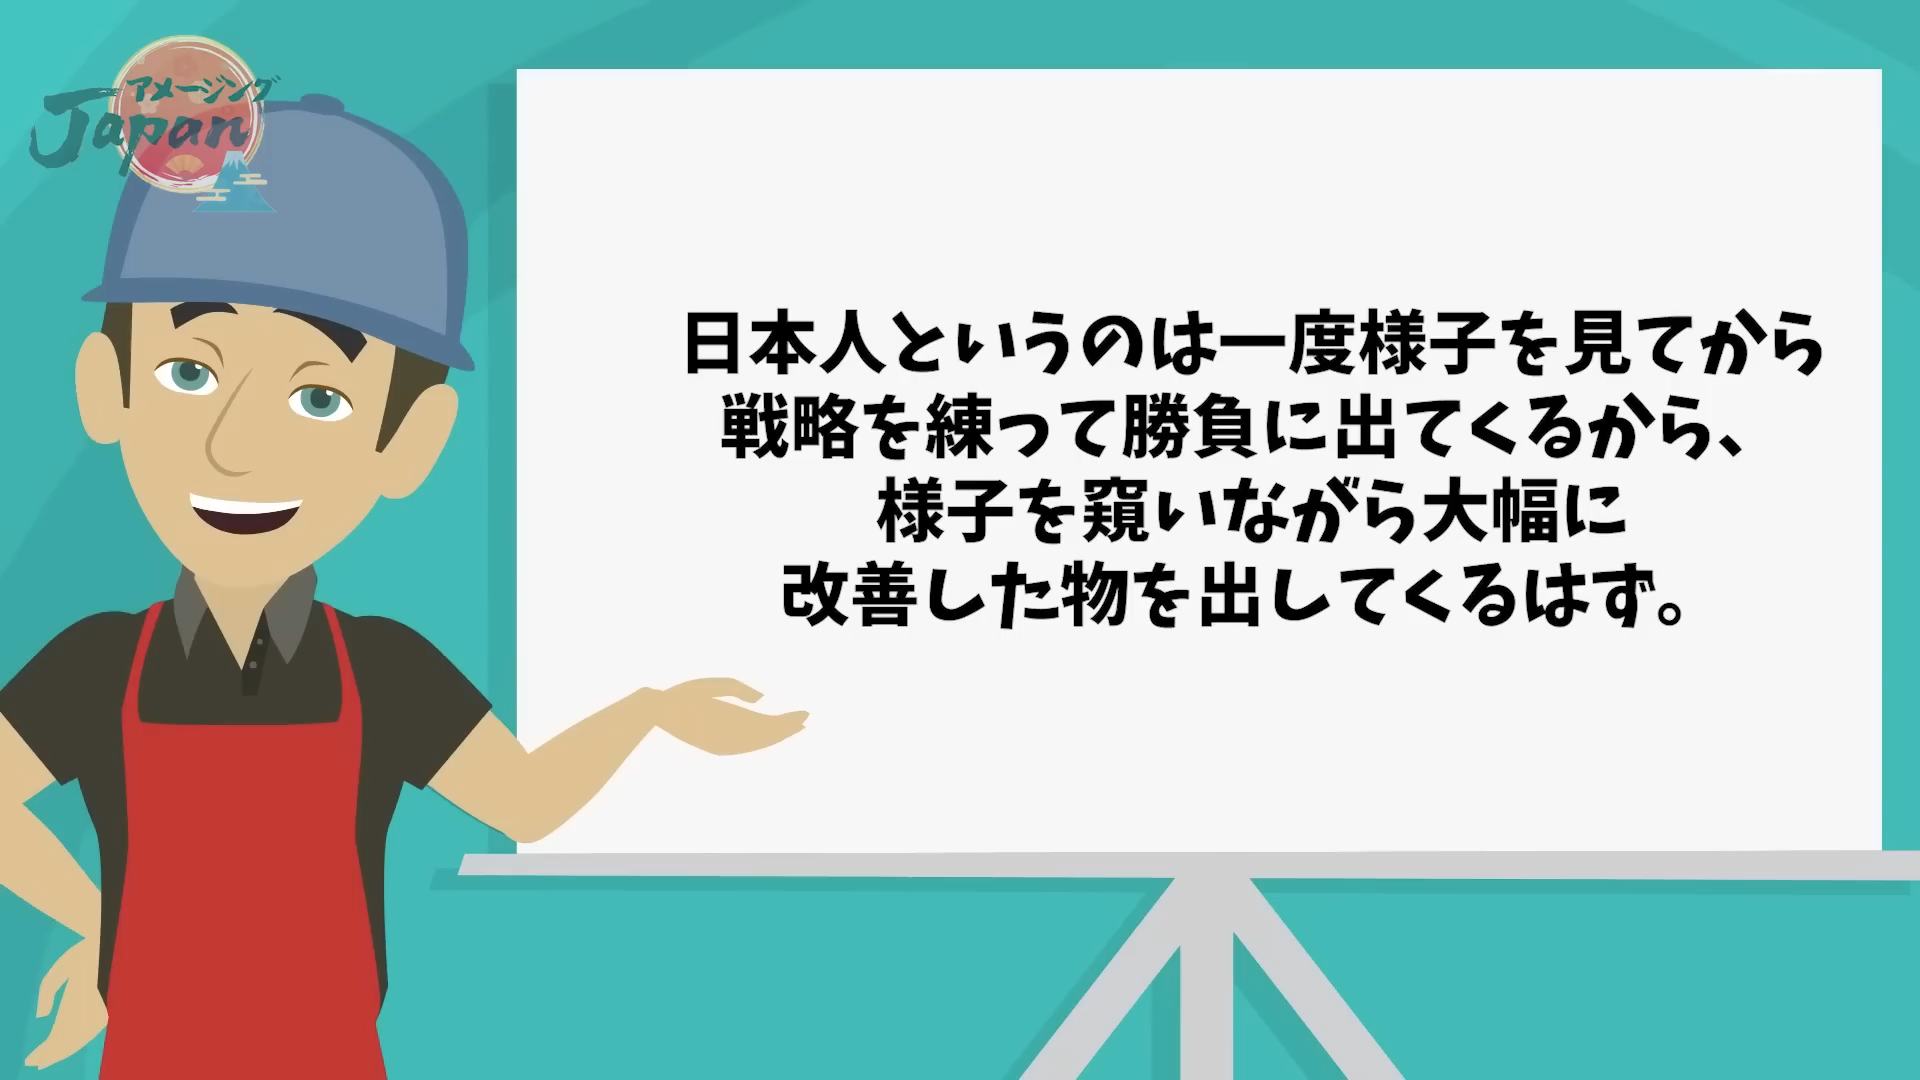 アメージング
Japan
日本人というのは一度様子を見てから
戦略を練って勝負に出てくるから、
様子を窺いながら大幅に
改善した物を出してくるはず。